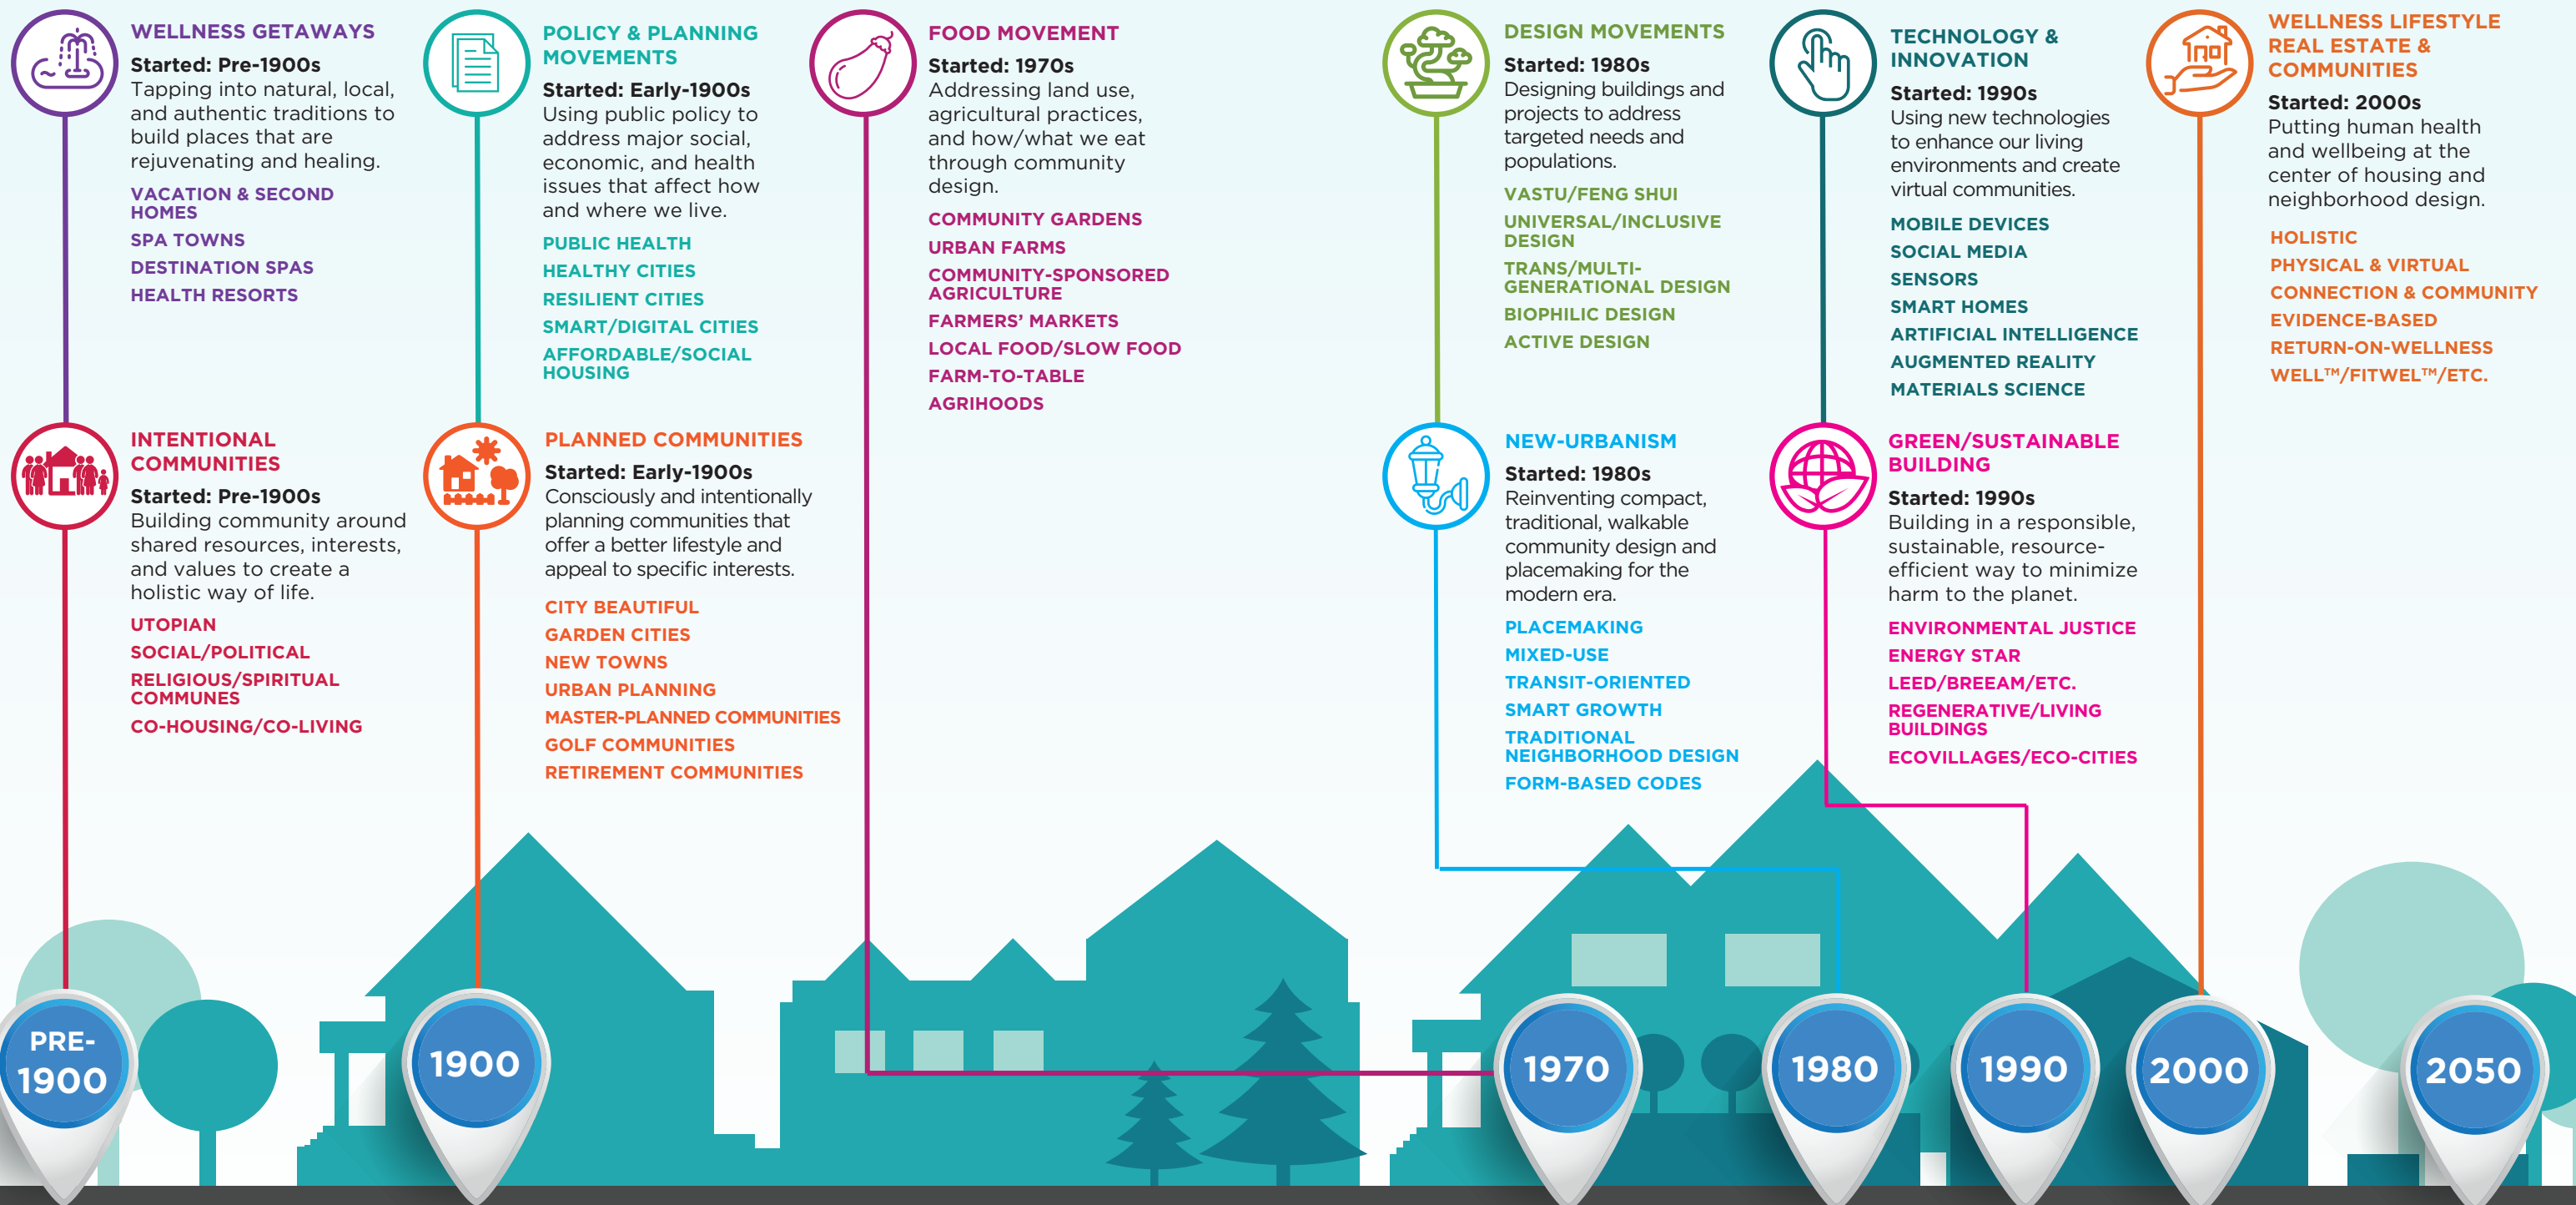 WELLNESS GETAWAYS
Started: Pre-1900s
Tapping into natural, local,
and authentic traditions to
build places that are
rejuvenating and healing.
VACATION & SECOND
HOMES
SPA TOWNS
DESTINATION SPAS
HEALTH RESORTS
INTENTIONAL
COMMUNITIES
Started: Pre-1900s
Building community around
shared resources, interests,
and values to create a
holistic way of life.
UTOPIAN
SOCIAL/POLITICAL
RELIGIOUS/SPIRITUAL
COMMUNES
CO-HOUSING/CO-LIVING
POLICY & PLANNING
MOVEMENTS
Started: Early-1900s
Using public policy to
address major social,
economic, and health
issues that affect how
and where we live.
PUBLIC HEALTH
HEALTHY CITIES
RESILIENT CITIES
SMART/DIGITAL CITIES
AFFORDABLE/SOCIAL
HOUSING
PLANNED COMMUNITIES
Started: Early-1900s
Consciously and intentionally
planning communities that
offer a better lifestyle and
appeal to specific interests.
CITY BEAUTIFUL
GARDEN CITIES
NEW TOWNS
URBAN PLANNING
MASTER-PLANNED COMMUNITIES
GOLF COMMUNITIES
RETIREMENT COMMUNITIES
FOOD MOVEMENT
Started: 1970s
Addressing land use,
agricultural practices,
and how/what we eat
through community
design.
COMMUNITY GARDENS
URBAN FARMS
COMMUNITY-SPONSORED
AGRICULTURE
FARMERS’ MARKETS
LOCAL FOOD/SLOW FOOD
FARM-TO-TABLE
AGRIHOODS
DESIGN MOVEMENTS
Started: 1980s
Designing buildings and
projects to address
targeted needs and
populations.
VASTU/FENG SHUI
UNIVERSAL/INCLUSIVE
DESIGN
TRANS/MULTI-
GENERATIONAL DESIGN
BIOPHILIC DESIGN
ACTIVE DESIGN
NEW-URBANISM
Started: 1980s
Reinventing compact,
traditional, walkable
community design and
placemaking for the
modern era.
PLACEMAKING
MIXED-USE
TRANSIT-ORIENTED
SMART GROWTH
TRADITIONAL
NEIGHBORHOOD DESIGN
FORM-BASED CODES
TECHNOLOGY &
INNOVATION
Started: 1990s
Using new technologies
to enhance our living
environments and create
virtual communities.
MOBILE DEVICES
SOCIAL MEDIA
SENSORS
SMART HOMES
ARTIFICIAL INTELLIGENCE
AUGMENTED REALITY
MATERIALS SCIENCE
GREEN/SUSTAINABLE
BUILDING
Started: 1990s
Building in a responsible,
sustainable, resource-
efficient way to minimize
harm to the planet.
ENVIRONMENTAL JUSTICE
ENERGY STAR
LEED/BREEAM/ETC.
REGENERATIVE/LIVING
BUILDINGS
ECOVILLAGES/ECO-CITIES
WELLNESS LIFESTYLE
REAL ESTATE &
COMMUNITIES
Started: 2000s
Putting human health
and wellbeing at the
center of housing and
neighborhood design.
HOLISTIC
PHYSICAL & VIRTUAL
CONNECTION & COMMUNITY
EVIDENCE-BASED
RETURN-ON-WELLNESS
WELL™/FITWEL™/ETC.
PRE-
1900
1900
1970
1980
1990
2000
2050